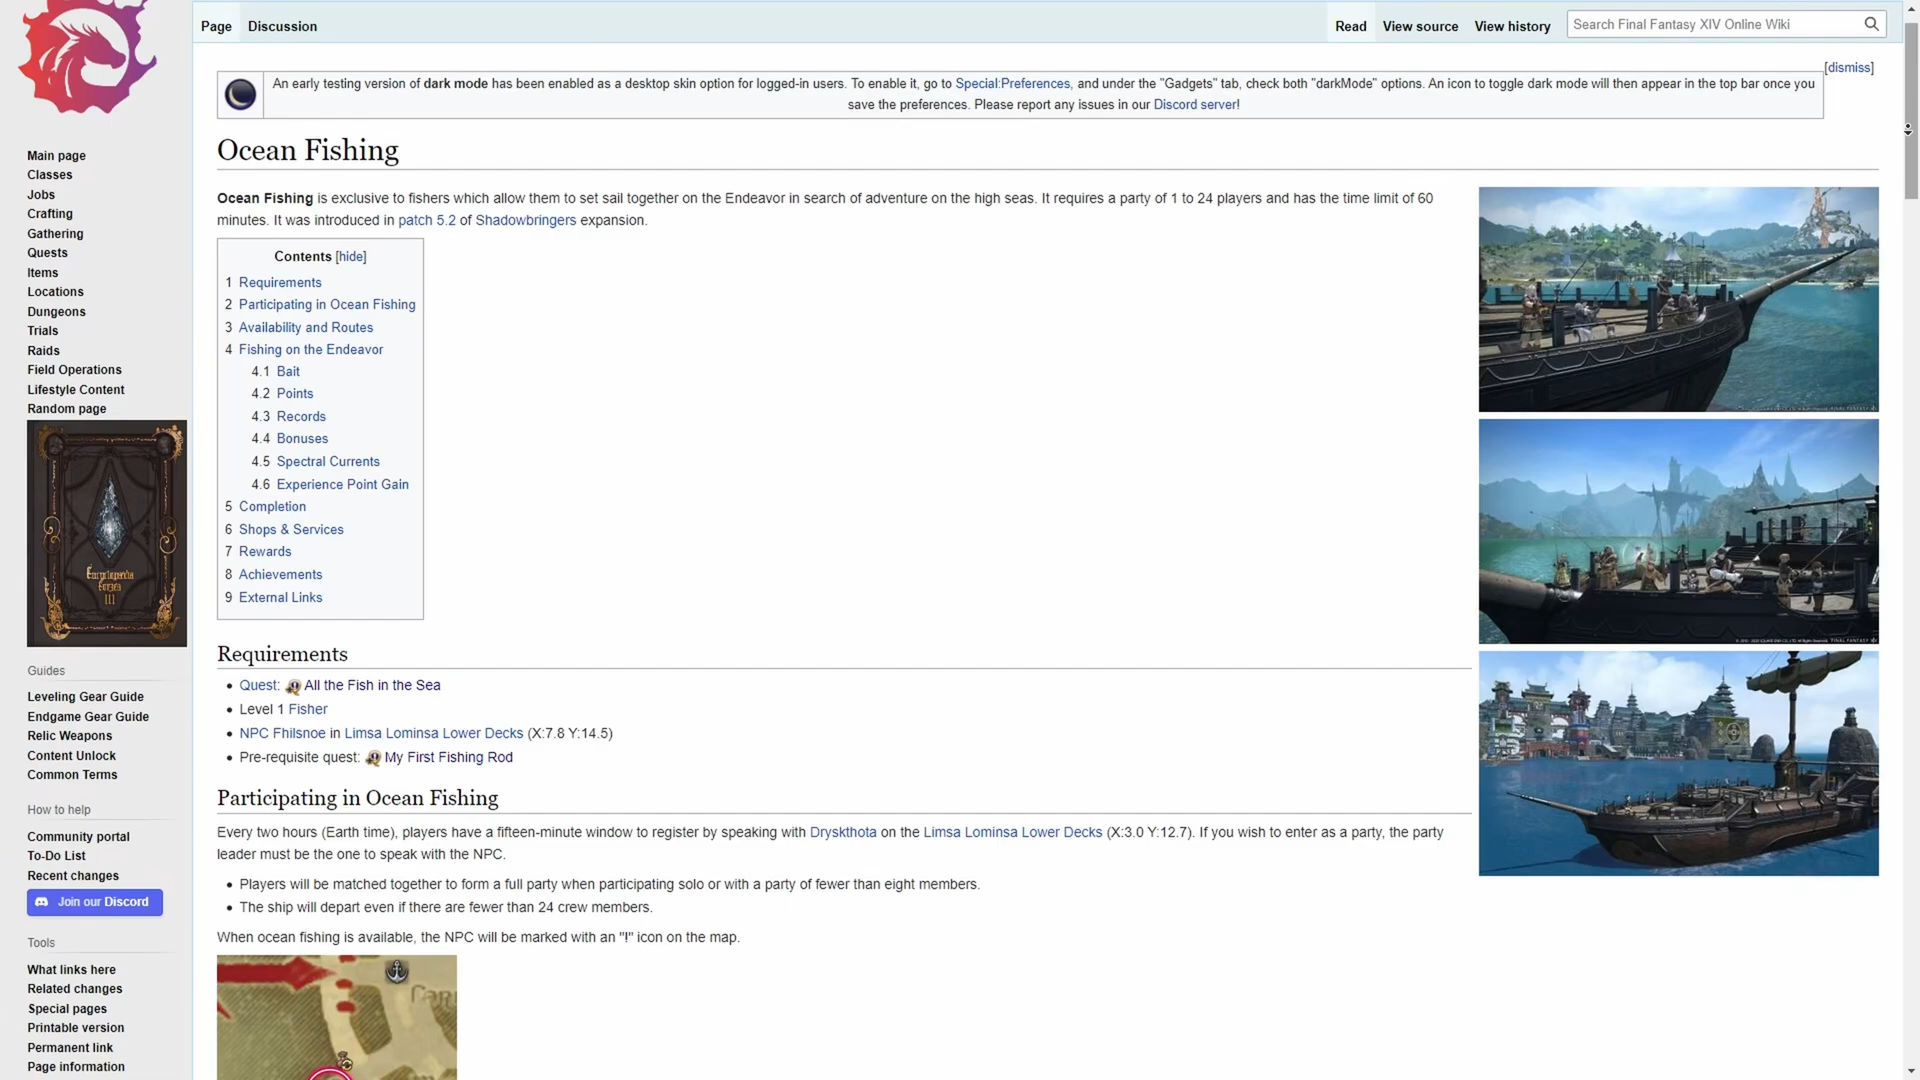 Page
Discussion
Read
View source
View history
Search Final Fantasy XIV Online Wiki
[dismiss]
An early testing version of dark mode has been enabled as a desktop skin option for logged-in users. To enable it, go to Special:Preferences, and under the "Gadgets" tab, check both "darkMode" options. An icon to toggle dark mode will then appear in the top bar once you
save the preferences. Please report any issues in our Discord server!
Main page
Classes
Jobs
Crafting
Gathering
Quests
Items
Locations
Dungeons
Trials
Raids
Field Operations
Lifestyle Content
Random page
Encyclopædia
Eorzea
III
Guides
Leveling Gear Guide
Endgame Gear Guide
Relic Weapons
Content Unlock
Common Terms
How to help
Community portal
To-Do List
Recent changes
Join our Discord
Tools
What links here
Related changes
Special pages
Printable version
Permanent link
Page information
Ocean Fishing
Ocean Fishing is exclusive to fishers which allow them to set sail together on the Endeavor in search of adventure on the high seas. It requires a party of 1 to 24 players and has the time limit of 60
minutes. It was introduced in patch 5.2 of Shadowbringers expansion.
Contents [hide]
1 Requirements
2 Participating in Ocean Fishing
3 Availability and Routes
4 Fishing on the Endeavor
4.1 Bait
4.2 Points
4.3 Records
4.4 Bonuses
4.5 Spectral Currents
4.6 Experience Point Gain
5 Completion
6 Shops & Services
7 Rewards
8 Achievements
9 External Links
Requirements
Quest: All the Fish in the Sea
Level 1 Fisher
NPC Fhilsnoe in Limsa Lominsa Lower Decks (X:7.8 Y:14.5)
Pre-requisite quest: My First Fishing Rod
Participating in Ocean Fishing
Every two hours (Earth time), players have a fifteen-minute window to register by speaking with Dryskthota on the Limsa Lominsa Lower Decks (X:3.0 Y:12.7). If you wish to enter as a party, the party
leader must be the one to speak with the NPC.
Players will be matched together to form a full party when participating solo or with a party of fewer than eight members.
The ship will depart even if there are fewer than 24 crew members.
When ocean fishing is available, the NPC will be marked with an "!" icon on the map.